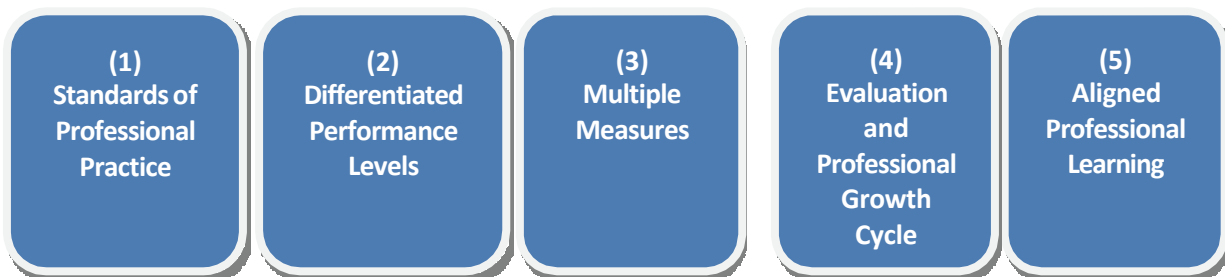 (1)
Standards of
Professional
Practice
(2)
Differentiated
Performance
Levels
(3)
Multiple
Measures
(4)
Evaluation
and
Professional
Growth
Cycle
(5)
Aligned
Professional
Learning